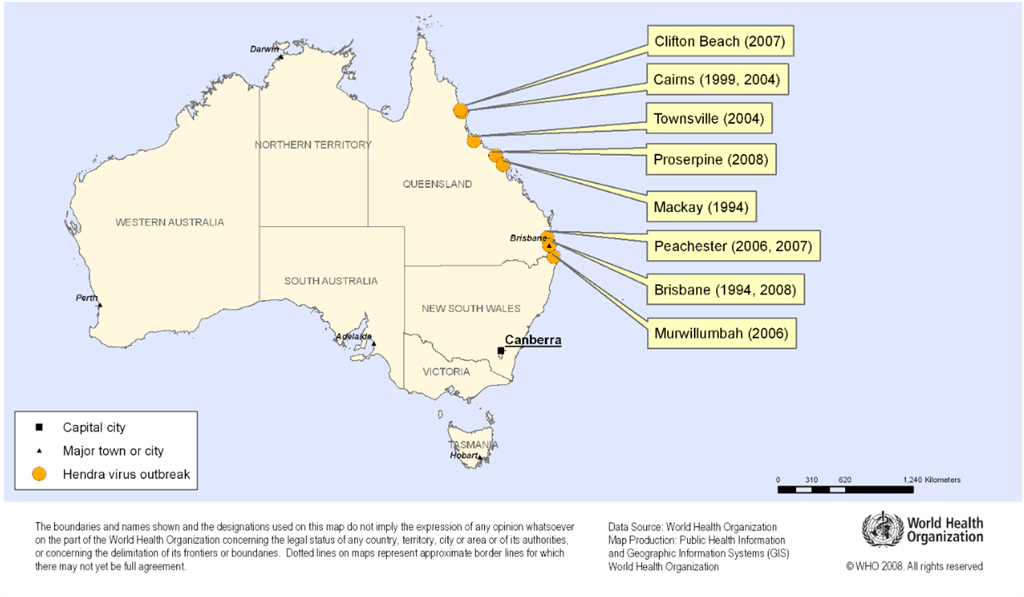 Clifton Beach (2007)
Darwin
Cairns (1999, 2004)
Townsville (2004)
NORTHERN TERRITORY
Proserpine (2008)
QUEENSLAND
Mackay (1994)
WESTERN AUSTRALIA
Brisbane
Peachester (2006, 2007)
SOUTH AUSTRALIA
Brisbane (1994, 2008)
Perth
NEW SOUTH WALES
Murwillumbah (2006)
Adelaide
Canberra
VICTORIA
TASMANIA
Hobart
Capital city
Major town or city
Hendra virus outbreak
0 310 620 1,240 Kilometers
The boundaries and names shown and the designations used on this map do not imply the expression of any opinion whatsoever
on the part of the World Health Organization concerning the legal status of any country, territory, city or area or of its authorities,
or concerning the delimitation of its frontiers or boundaries. Dotted lines on maps represent approximate border lines for which
there may not yet be full agreement.
Data Source: World Health Organization
Map Production: Public Health Information
and Geographic Information Systems (GIS)
World Health Organization
World Health
Organization
© WHO 2008. All rights reserved